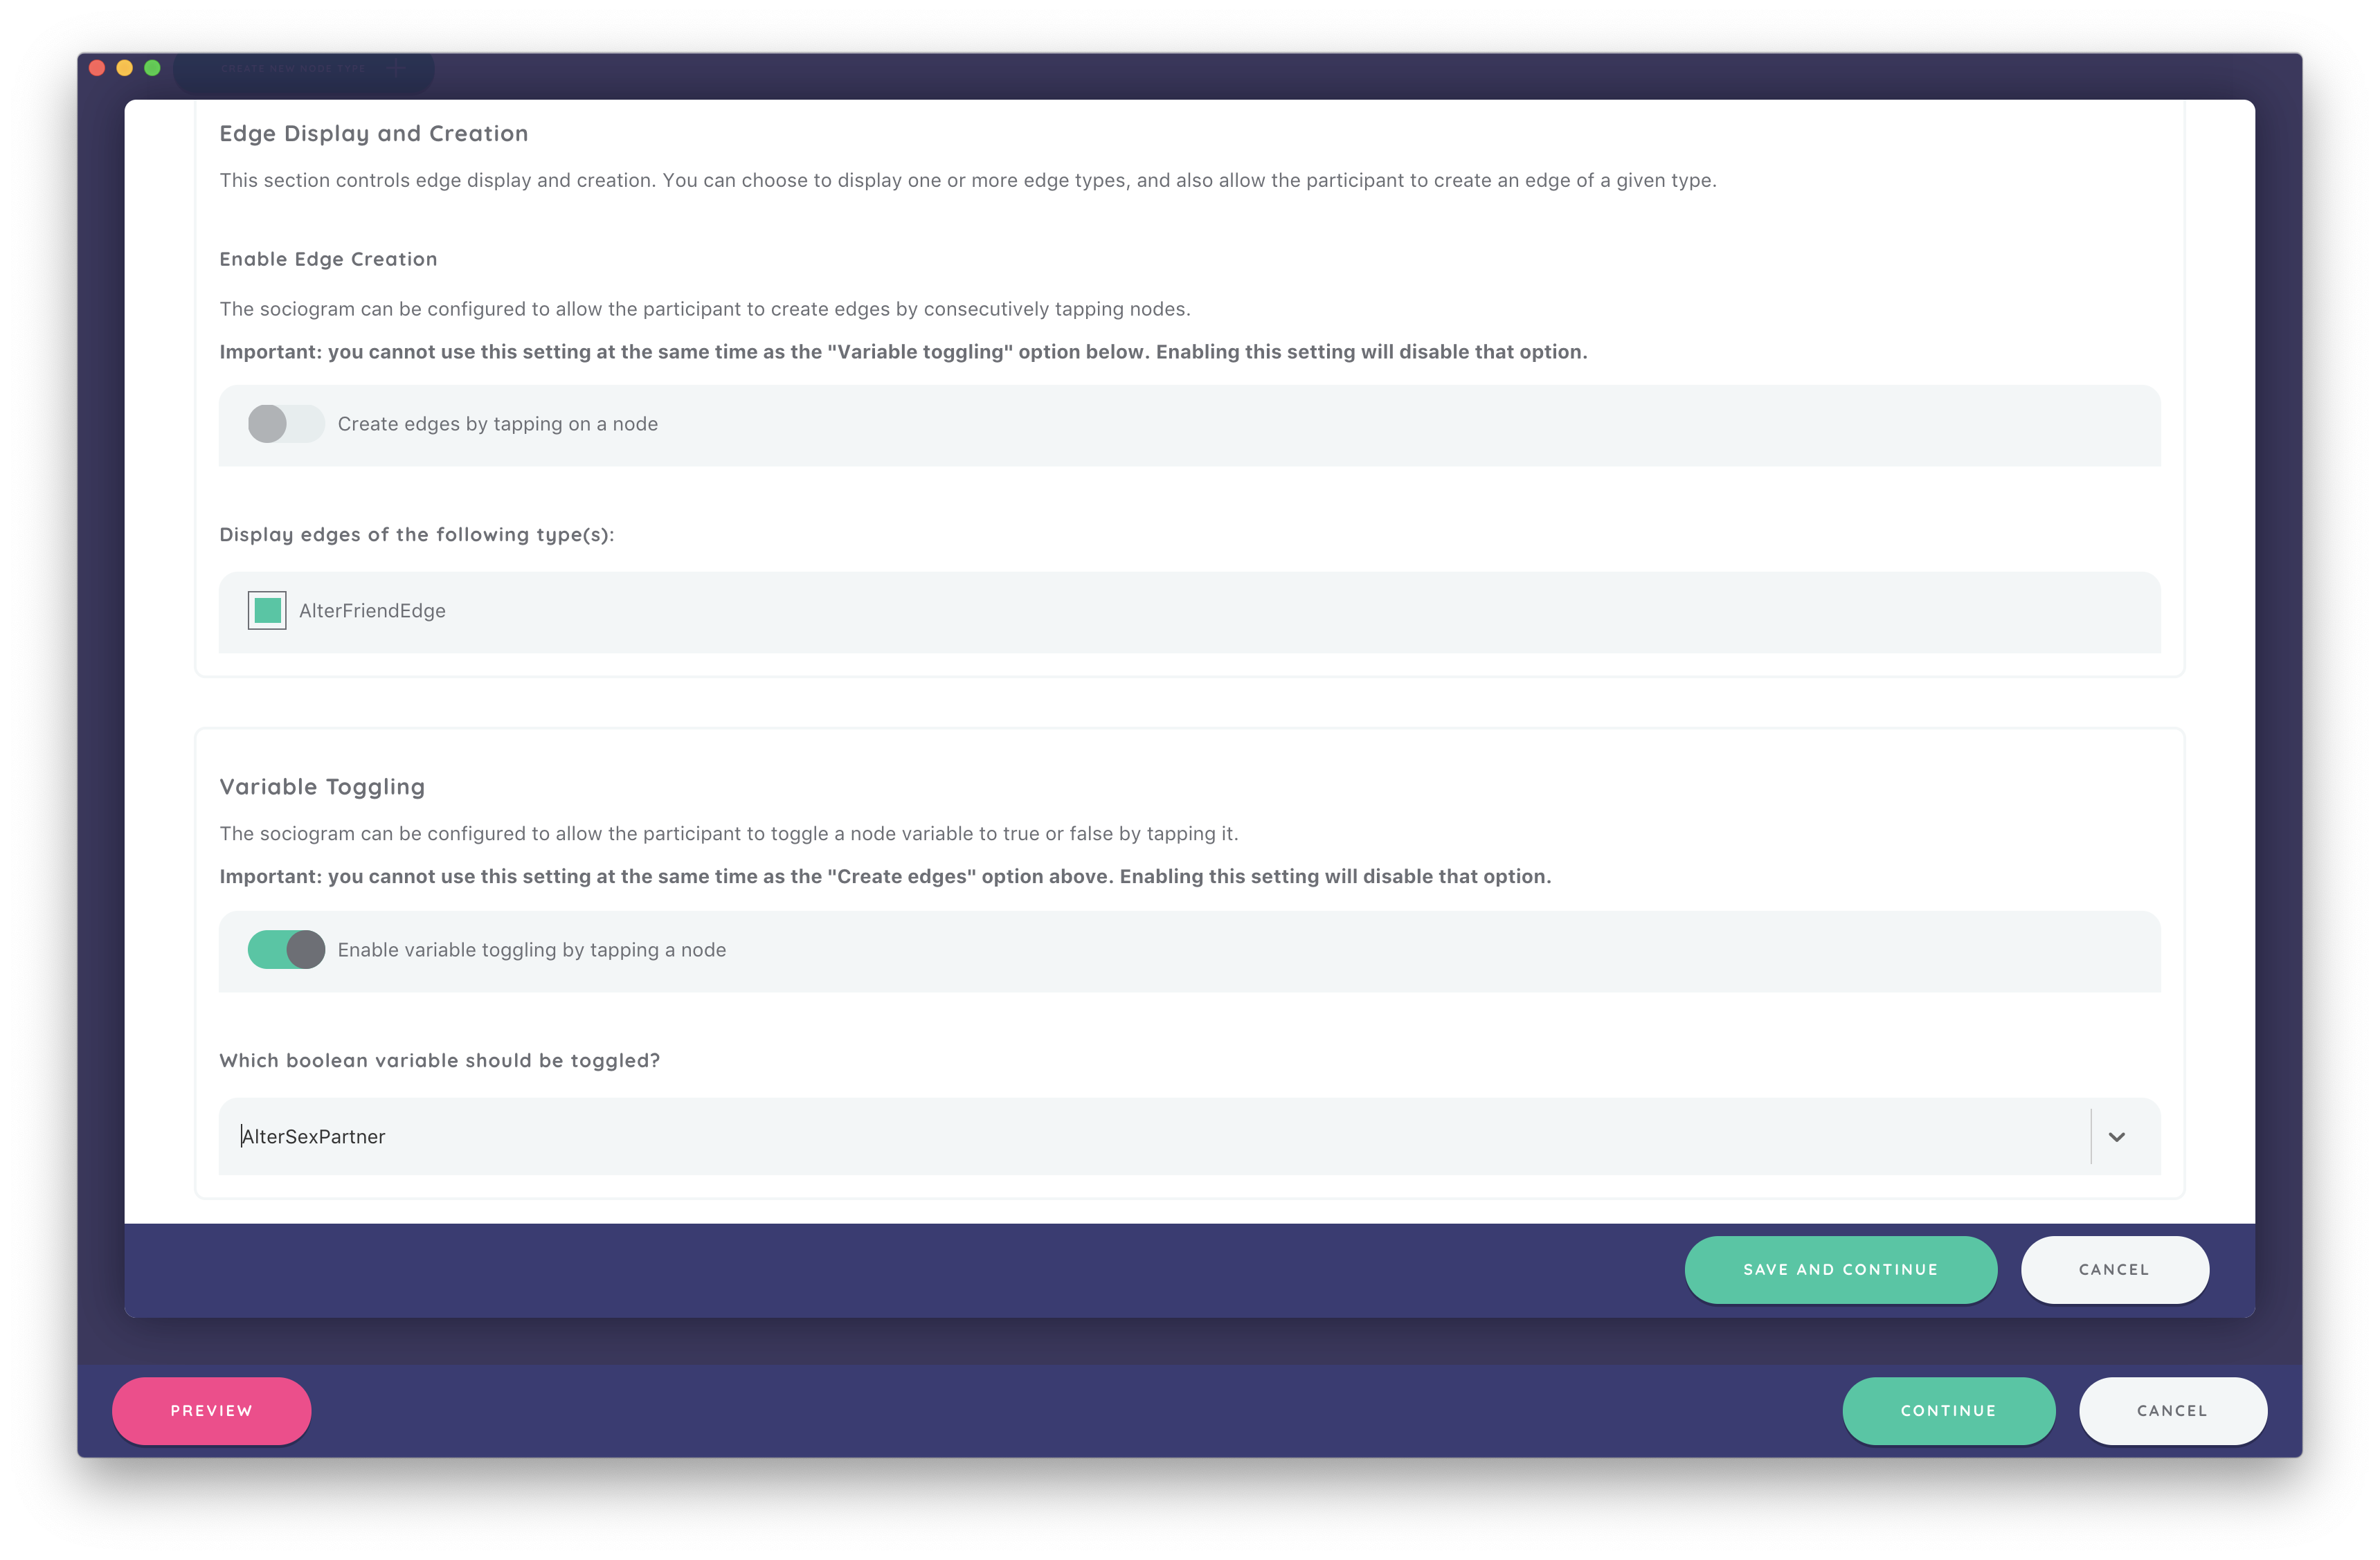 CREATE NEW NODE TYPE
Edge Display and Creation
This section controls edge display and creation. You can choose to display one or more edge types, and also allow the participant to create an edge of a given type.
Enable Edge Creation
The sociogram can be configured to allow the participant to create edges by consecutively tapping nodes.
Important: you cannot use this setting at the same time as the "Variable toggling" option below. Enabling this setting will disable that option.
Create edges by tapping on a node
Display edges of the following type(s):
AlterFriendEdge
Variable Toggling
The sociogram can be configured to allow the participant to toggle a node variable to true or false by tapping it.
Important: you cannot use this setting at the same time as the "Create edges" option above. Enabling this setting will disable that option.
Enable variable toggling by tapping a node
Which boolean variable should be toggled?
AlterSexPartner
SAVE AND CONTINUE
CANCEL
PREVIEW
CONTINUE
CANCEL